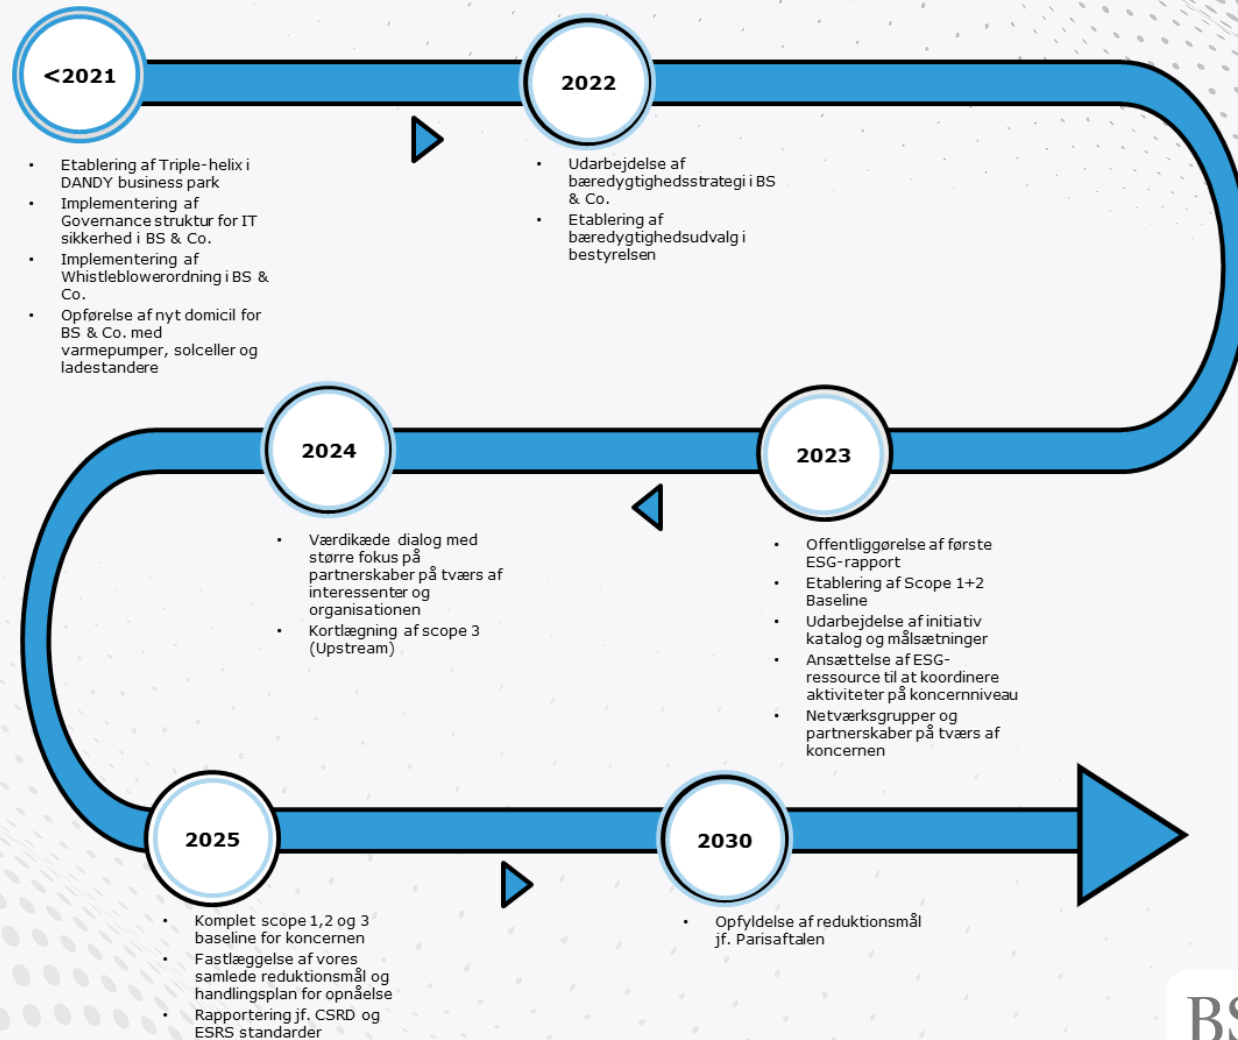 <2021
• Etablering af Triple-helix i
DANDY business park
• Implementering af
Governance struktur for IT
sikkerhed i BS & Co.
• Implementering af
Whistleblowerordning i BS &
Co.
• Opførelse af nyt domicil for
BS & Co. med
varmepumper, solceller og
ladestandere
2022
• Udarbejdelse af
bæredygtighedsstrategi i BS
& Co.
• Etablering af
bæredygtighedsudvalg i
bestyrelsen
2023
• Offentliggørelse af første
ESG-rapport
• Etablering af Scope 1+2
Baseline
• Udarbejdelse af initiativ
katalog og målsætninger
• Ansættelse af ESG-
ressource til at koordinere
aktiviteter på koncernniveau
• Netværksgrupper og
partnerskaber på tværs af
koncernen
2024
• Værdikæde dialog med
større fokus på
partnerskaber på tværs af
interessenter og
organisationen
• Kortlægning af scope 3
(Upstream)
2025
• Komplet scope 1,2 og 3
baseline for koncernen
• Fastlæggelse af vores
samlede reduktionsmål og
handlingsplan for opnåelse
• Rapportering jf. CSRD og
ESRS standarder
2030
• Opfyldelse af reduktionsmål
jf. Parisaftalen
BS